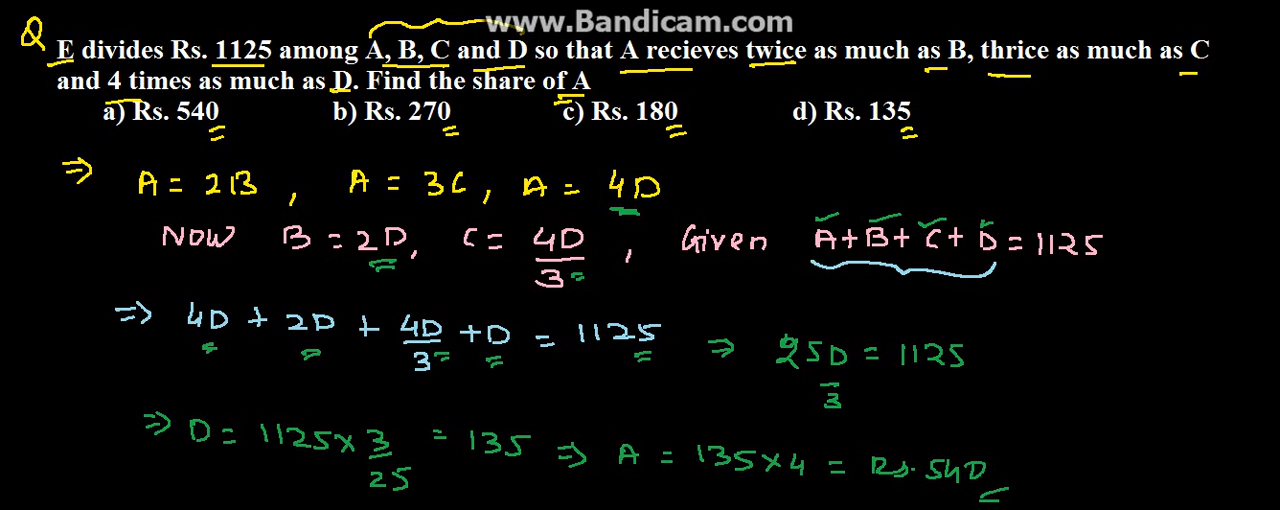 www.Bandicam.com
Q E divides Rs. 1125 among A, B, C and D so that A recieves twice as much as B, thrice as much as C
and 4 times as much as D. Find the share of A
a) Rs. 540 b) Rs. 270 c) Rs. 180 d) Rs. 135
⇒ A = 2B, A = 3C, A = 4D
Now B = 2D, C = 4D/3, Given A+B+C+D = 1125
⇒ 4D + 2D + 4D/3 + D = 1125 ⇒ 25D/3 = 1125
⇒ D = 1125 × 3/25 = 135 ⇒ A = 135×4 = Rs. 540